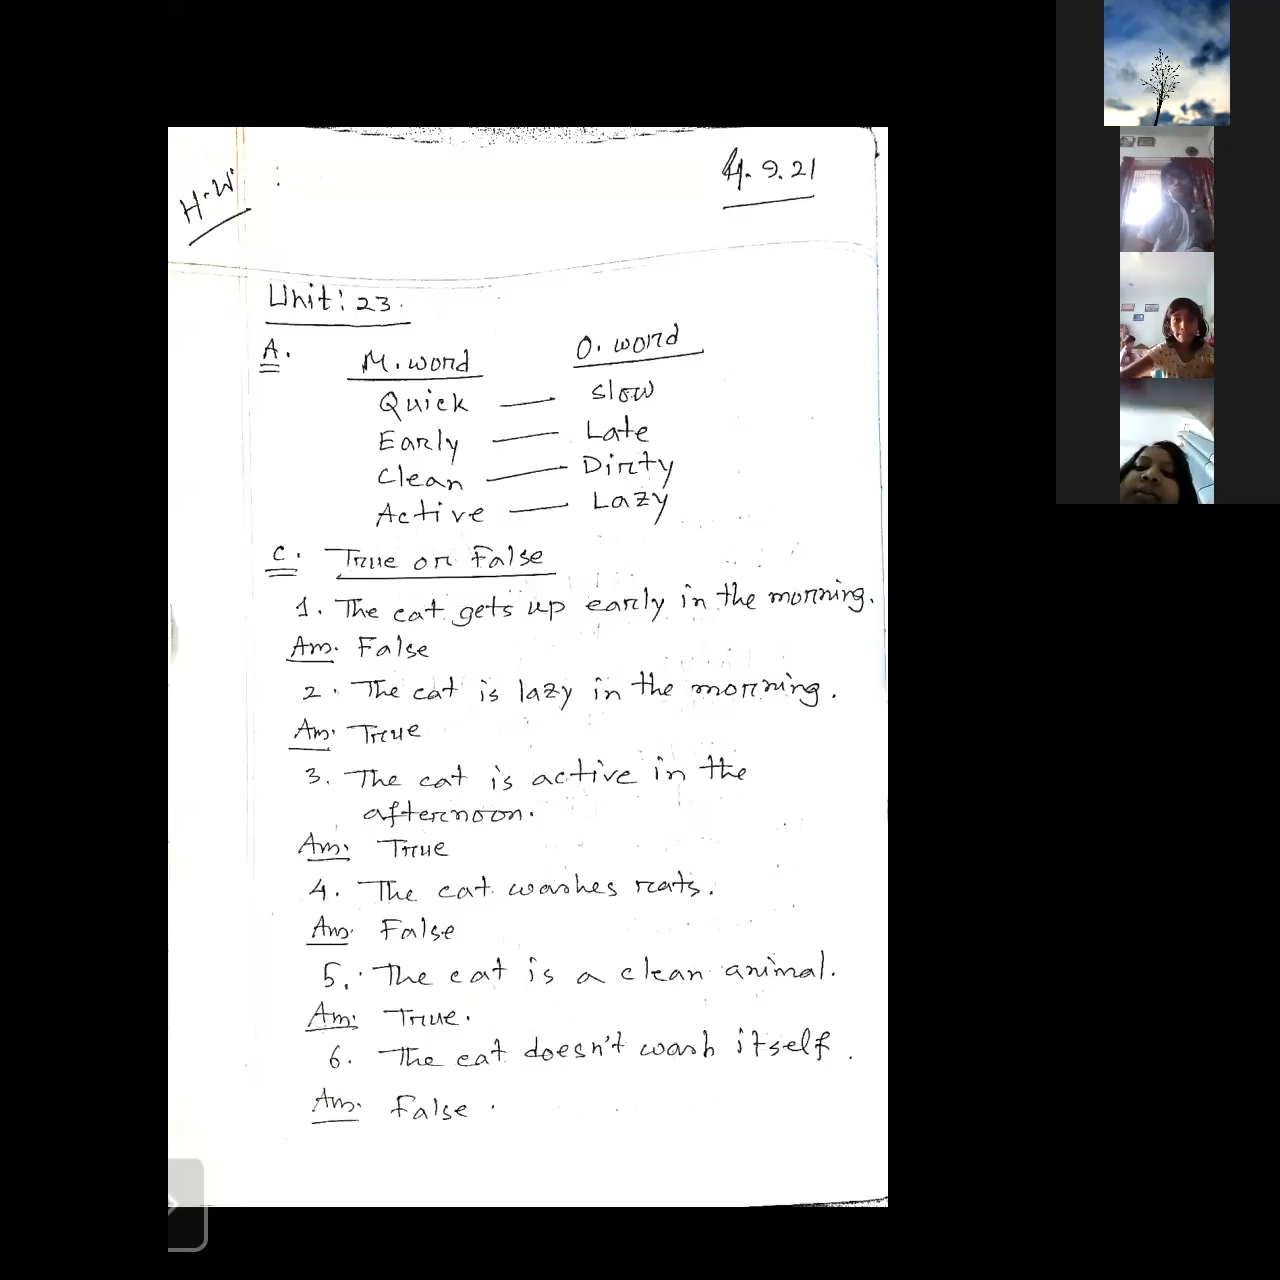 H.W
4.9.21
Unit: 23.
A.
M. word O. word
Quick — Slow
Early — Late
Clean — Dirty
Active — Lazy
C. True or False
1. The cat gets up early in the morning.
Ans. False
2. The cat is lazy in the morning.
Ans. True
3. The cat is active in the
afternoon.
Ans. True
4. The cat washes rats.
Ans. False
5. The cat is a clean animal.
Ans. True.
6. The cat doesn't wash itself.
Ans. False.